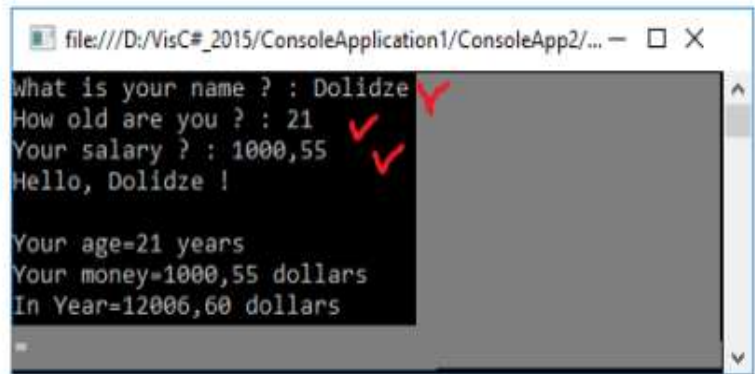 file:///D:/VisC#_2015/ConsoleApplication1/ConsoleApp2/...
What is your name ? : Dolidze
How old are you ? : 21
Your salary ? : 1000,55
Hello, Dolidze !
Your age=21 years
Your money=1000,55 dollars
In Year=12006,60 dollars